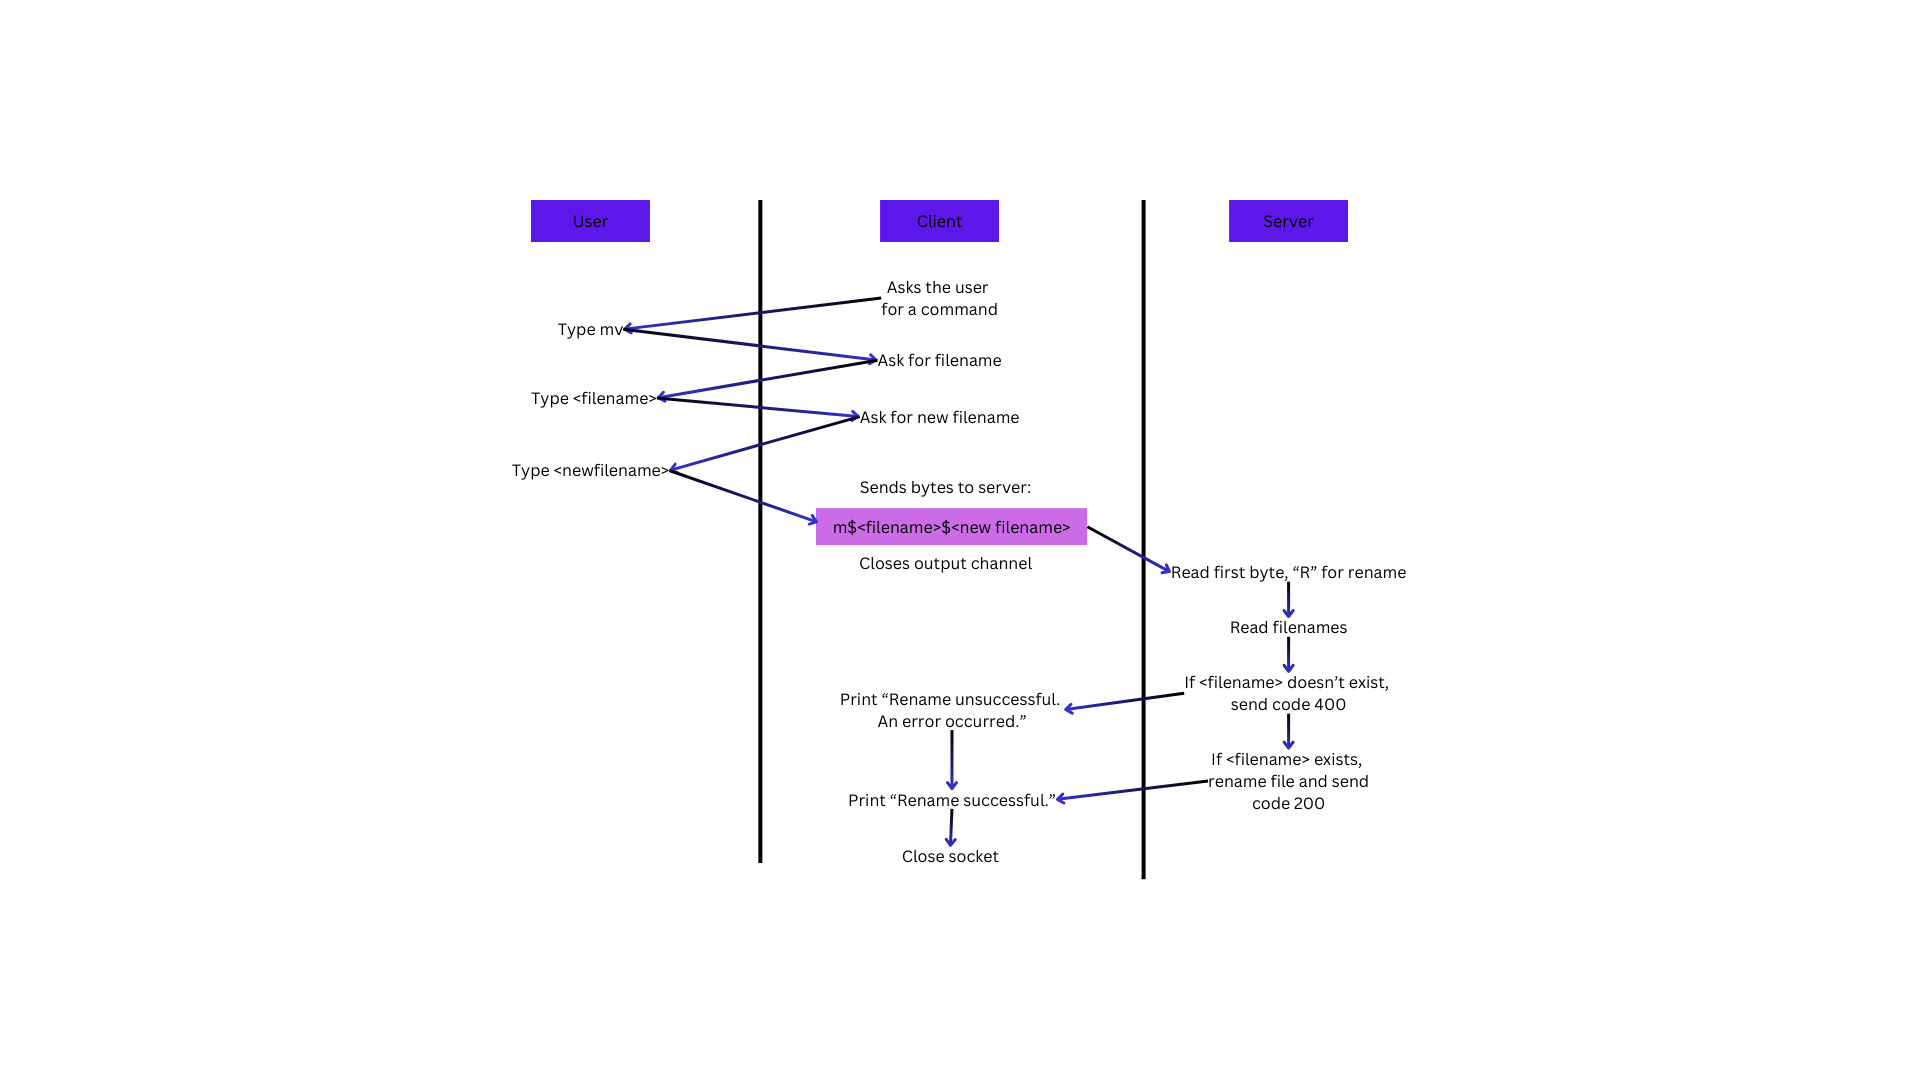 User
Client
Server
Asks the user
for a command
Type mv
Ask for filename
Type <filename>
Ask for new filename
Type <newfilename>
Sends bytes to server:
m$<filename>$<new filename>
Closes output channel
Read first byte, “R” for rename
Read filenames
If <filename> doesn’t exist,
send code 400
Print “Rename unsuccessful.
An error occurred.”
If <filename> exists,
rename file and send
code 200
Print “Rename successful.”
Close socket